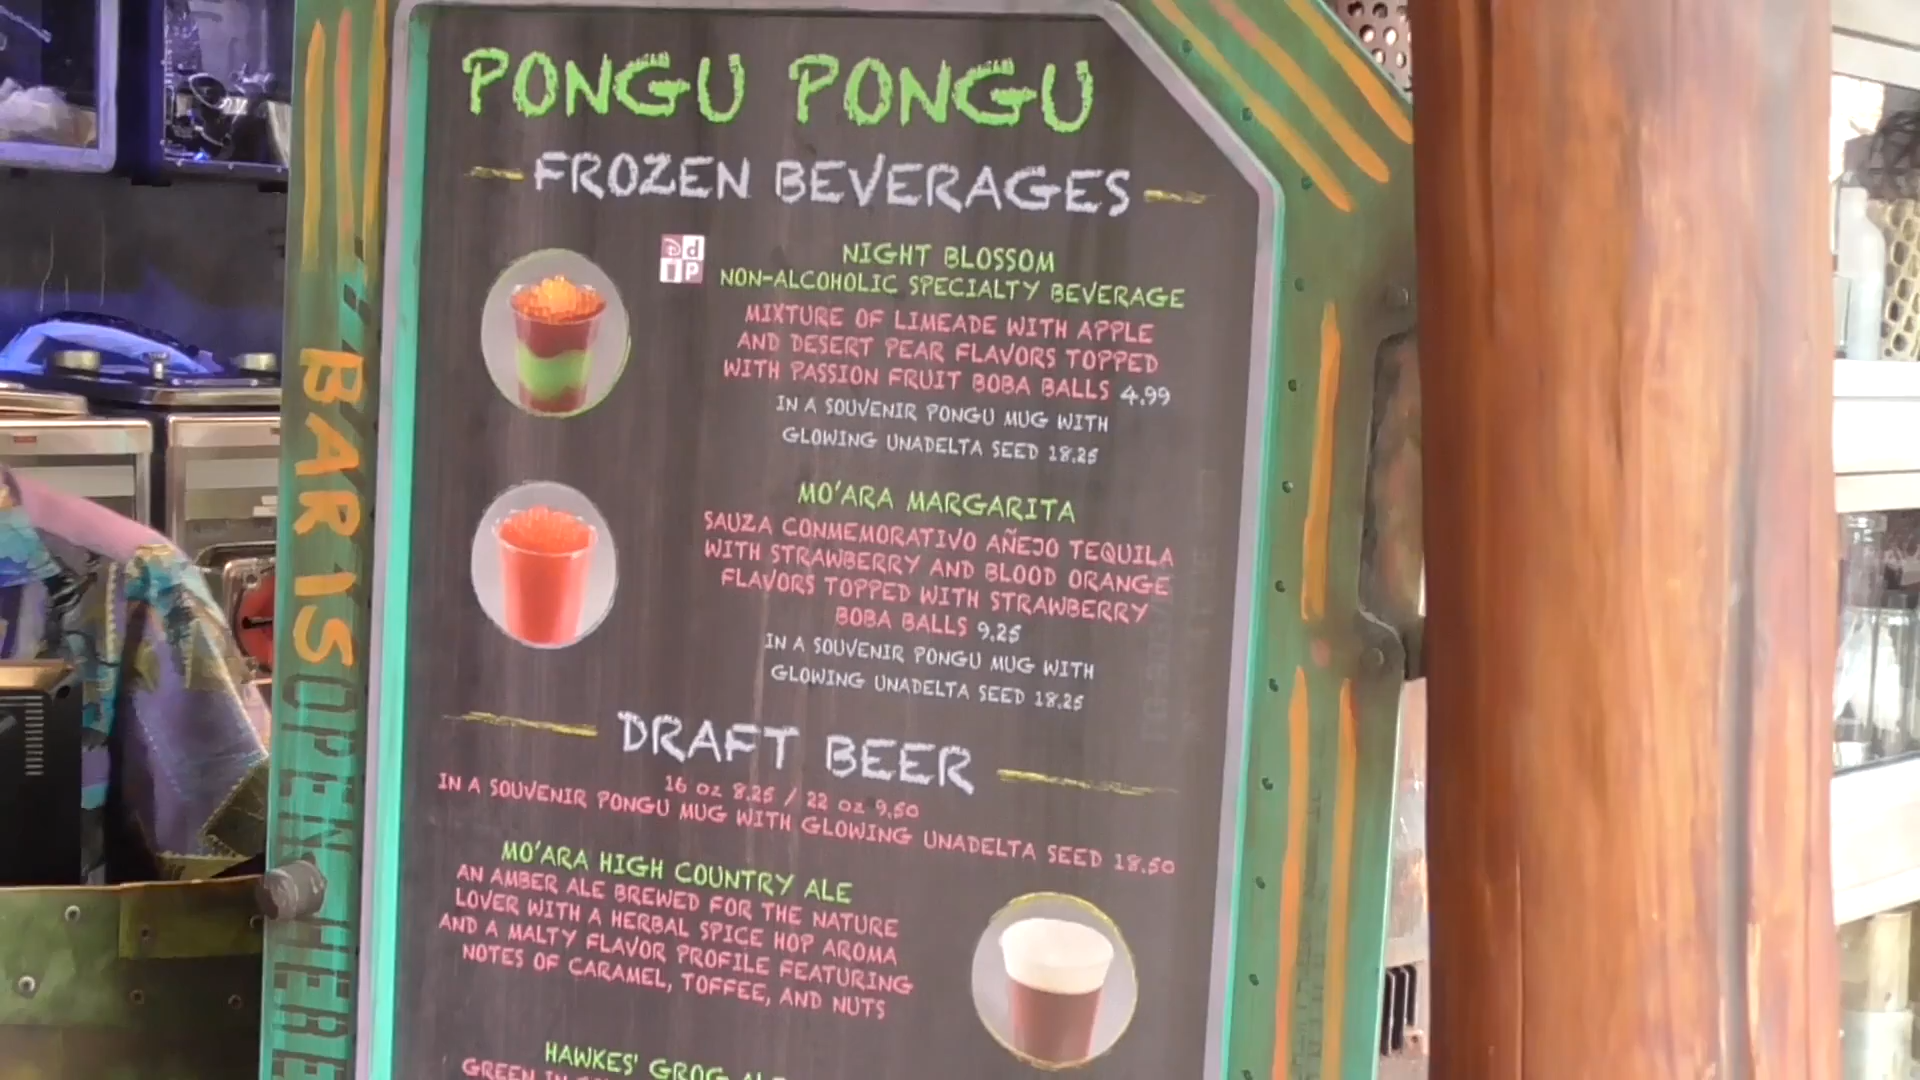 PONGU PONGU
FROZEN BEVERAGES
NIGHT BLOSSOM
NON-ALCOHOLIC SPECIALTY BEVERAGE
MIXTURE OF LIMEADE WITH APPLE
AND DESERT PEAR FLAVORS TOPPED
WITH PASSION FRUIT BOBA BALLS 4.99
IN A SOUVENIR PONGU MUG WITH
GLOWING UNADELTA SEED 18.25
MO'ARA MARGARITA
SAUZA CONMEMORATIVO AÑEJO TEQUILA
WITH STRAWBERRY AND BLOOD ORANGE
FLAVORS TOPPED WITH STRAWBERRY
BOBA BALLS 9.25
IN A SOUVENIR PONGU MUG WITH
GLOWING UNADELTA SEED 18.25
DRAFT BEER
16 oz 8.25 / 22 oz 9.50
IN A SOUVENIR PONGU MUG WITH GLOWING UNADELTA SEED 18.50
MO'ARA HIGH COUNTRY ALE
AN AMBER ALE BREWED FOR THE NATURE
LOVER WITH A HERBAL SPICE HOP AROMA
AND A MALTY FLAVOR PROFILE FEATURING
NOTES OF CARAMEL, TOFFEE, AND NUTS
HAWKES' GROG ALE
GREEN IN
BAR IS OPEN HERE
DdIP